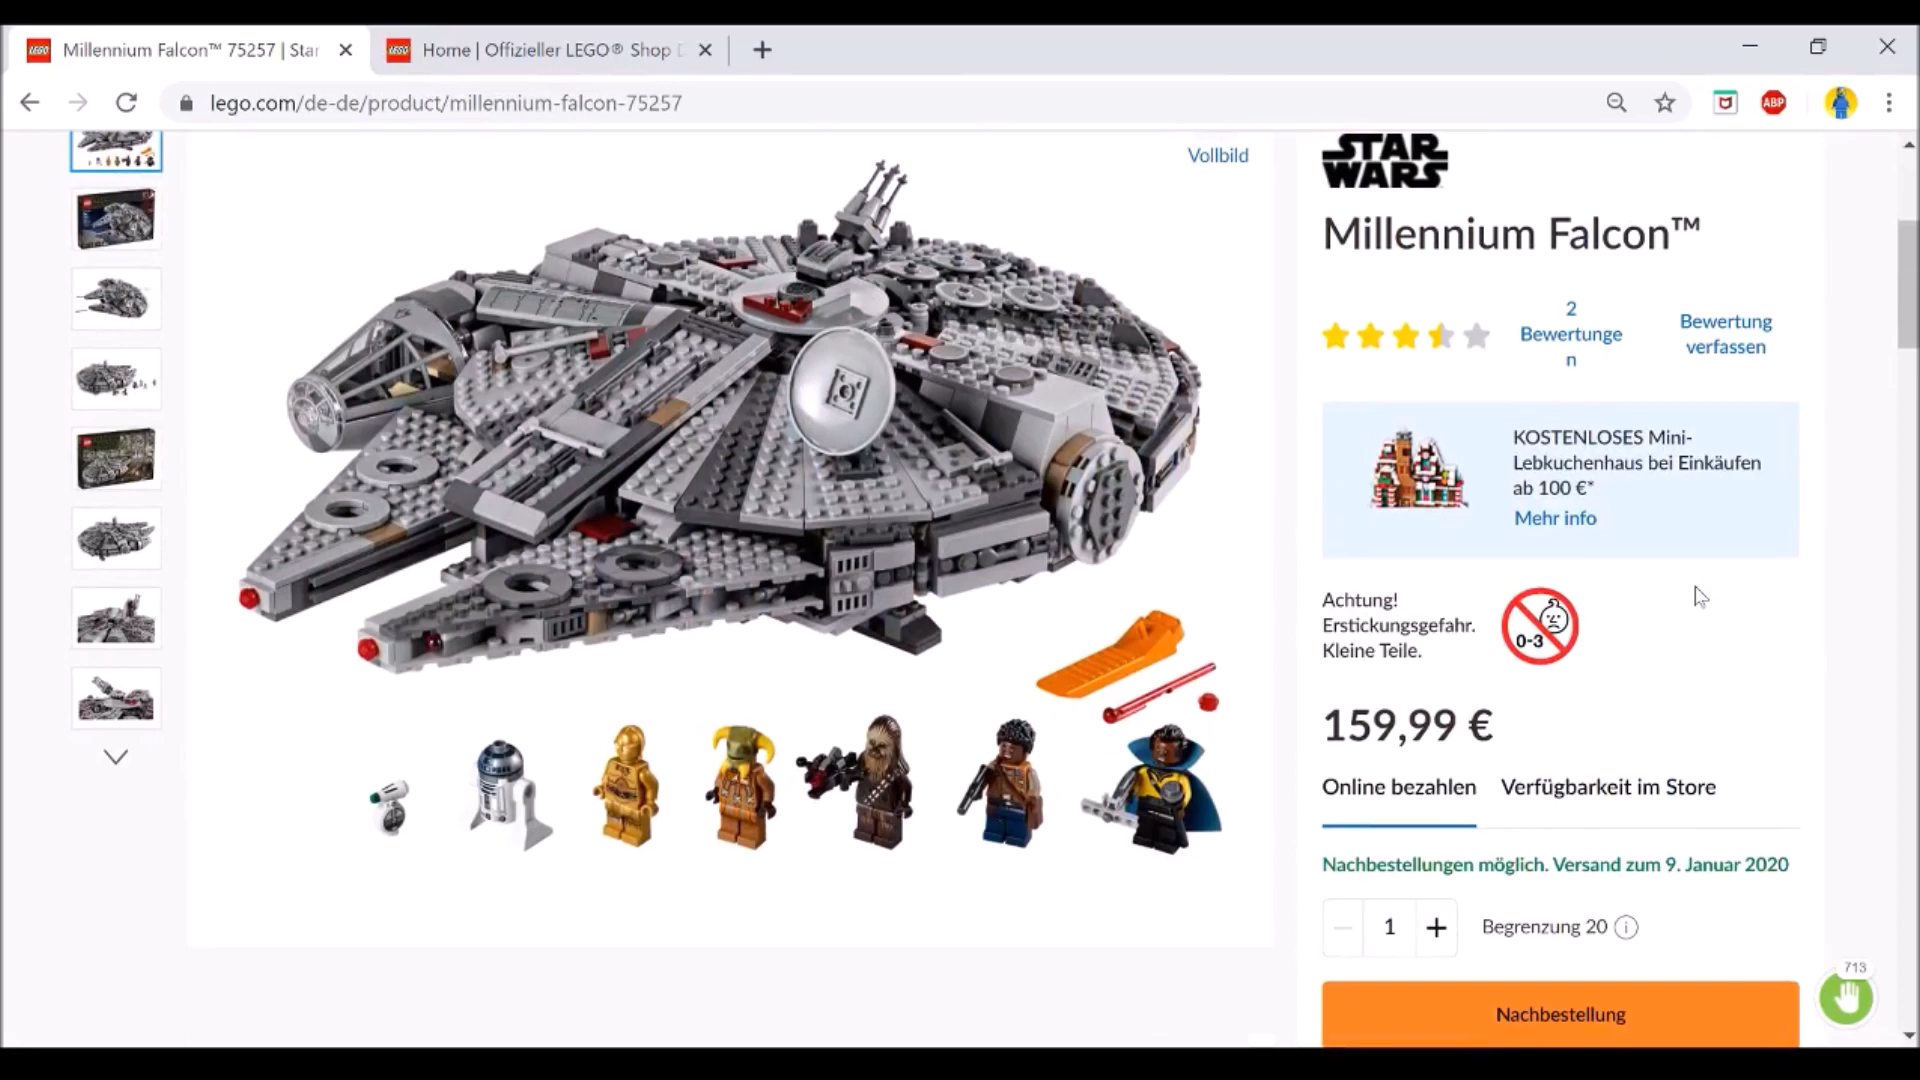 Millennium Falcon™ 75257 | Star
Home | Offizieller LEGO® Shop D
lego.com/de-de/product/millennium-falcon-75257
ABP
Vollbild
STAR
WARS
Millennium Falcon™
2
Bewertunge
n
Bewertung
verfassen
KOSTENLOSES Mini-
Lebkuchenhaus bei Einkäufen
ab 100 €*
Mehr info
Achtung!
Erstickungsgefahr.
Kleine Teile.
0-3
159,99 €
Online bezahlen
Verfügbarkeit im Store
Nachbestellungen möglich. Versand zum 9. Januar 2020
1
Begrenzung 20
713
Nachbestellung